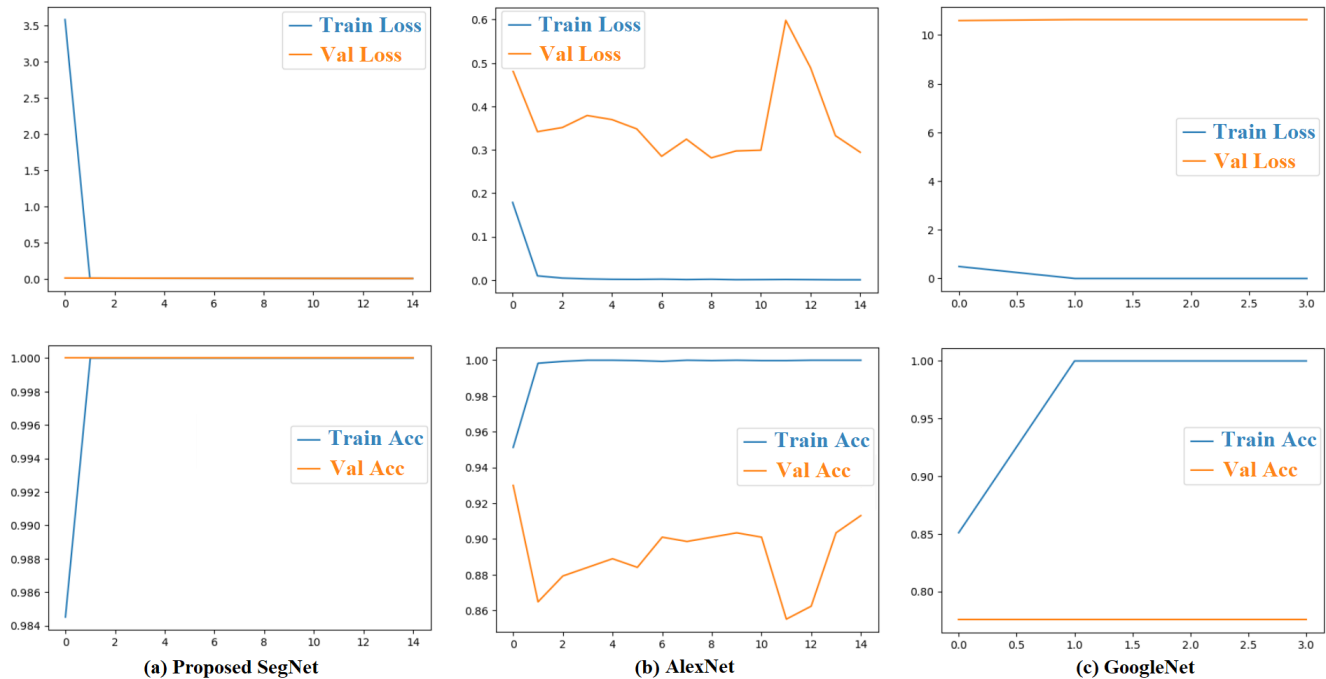 3.5
3.0
2.5
2.0
1.5
1.0
0.5
0.0
0 2 4 6 8 10 12 14
Train Loss
Val Loss
0.6
0.5
0.4
0.3
0.2
0.1
0.0
0 2 4 6 8 10 12 14
Train Loss
Val Loss
10
8
6
4
2
0
0.0 0.5 1.0 1.5 2.0 2.5 3.0
Train Loss
Val Loss
1.000
0.998
0.996
0.994
0.992
0.990
0.988
0.986
0.984
0 2 4 6 8 10 12 14
Train Acc
Val Acc
(a) Proposed SegNet
1.00
0.98
0.96
0.94
0.92
0.90
0.88
0.86
0 2 4 6 8 10 12 14
Train Acc
Val Acc
(b) AlexNet
1.00
0.95
0.90
0.85
0.80
0.0 0.5 1.0 1.5 2.0 2.5 3.0
Train Acc
Val Acc
(c) GoogleNet